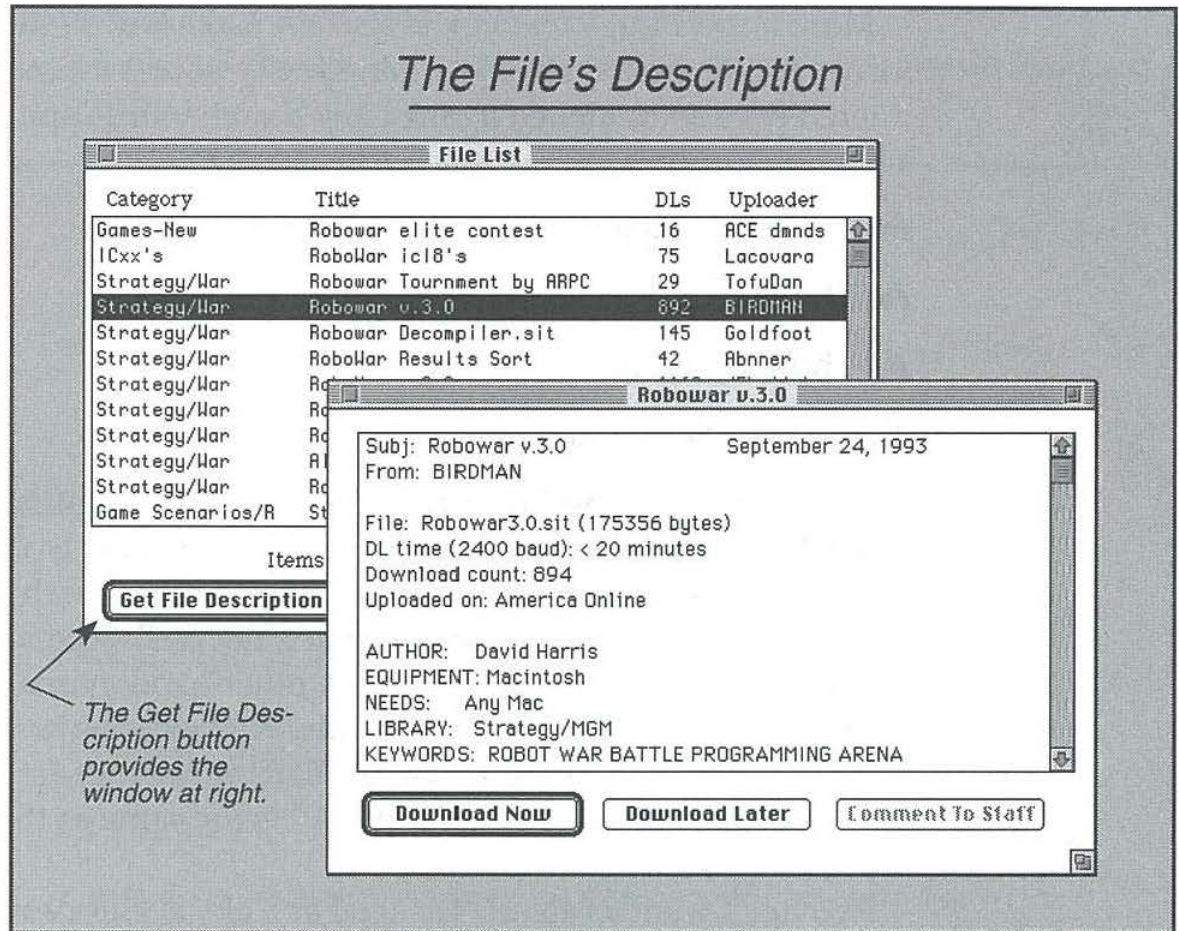 The File's Description
File List
Category Title DLs Uploader
Games-New Robowar elite contest 16 ACE dmnds
ICxx's RoboWar icl8's 75 Lacovara
Strategy/War Robowar Tournment by ARPC 29 TofuDan
Strategy/War Robowar v.3.0 892 BIRDMAN
Strategy/War Robowar Decompiler.sit 145 Goldfoot
Strategy/War RoboWar Results Sort 42 Abnner
Strategy/War
Strategy/War
Strategy/War
Strategy/War
Strategy/War
Game Scenarios/R St
Items
Get File Description
The Get File Des-
cription button
provides the
window at right.
Robowar v.3.0
Subj: Robowar v.3.0 September 24, 1993
From: BIRDMAN
File: Robowar3.0.sit (175356 bytes)
DL time (2400 baud): < 20 minutes
Download count: 894
Uploaded on: America Online
AUTHOR: David Harris
EQUIPMENT: Macintosh
NEEDS: Any Mac
LIBRARY: Strategy/MGM
KEYWORDS: ROBOT WAR BATTLE PROGRAMMING ARENA
Download Now Download Later Comment To Staff